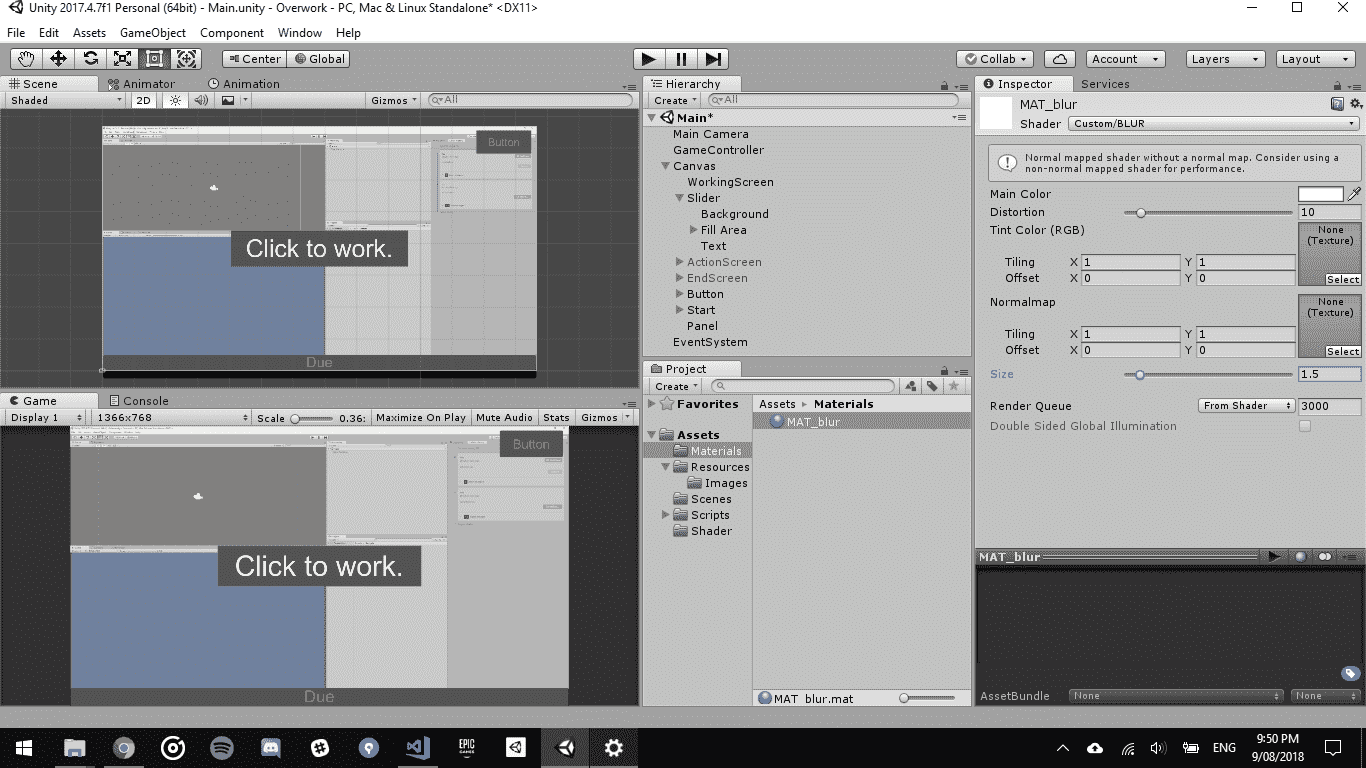 Unity 2017.4.7f1 Personal (64bit) - Main.unity - Overwork - PC, Mac & Linux Standalone* <DX11>
File Edit Assets GameObject Component Window Help
Center Global
Collab Account Layers Layout
Scene Animator Animation
Shaded 2D Gizmos All
Button
Click to work.
Due
Game Console
Display 1 1366x768 Scale 0.36: Maximize On Play Mute Audio Stats Gizmos
Button
Click to work.
Due
Hierarchy
Create All
Main*
Main Camera
GameController
Canvas
WorkingScreen
Slider
Background
Fill Area
Text
ActionScreen
EndScreen
Button
Start
Panel
EventSystem
Project
Create
Favorites
Assets
Materials
Resources
Images
Scenes
Scripts
Shader
Assets Materials
MAT_blur
MAT_blur.mat
Inspector Services
MAT_blur
Shader Custom/BLUR
Normal mapped shader without a normal map. Consider using a
non-normal mapped shader for performance.
Main Color
Distortion 10
Tint Color (RGB) None
(Texture)
Tiling X 1 Y 1
Offset X 0 Y 0
Select
Normalmap None
(Texture)
Tiling X 1 Y 1
Offset X 0 Y 0
Select
Size 1.5
Render Queue From Shader 3000
Double Sided Global Illumination
MAT_blur
AssetBundle None None
EPIC
GAMES
ENG
9:50 PM
9/08/2018